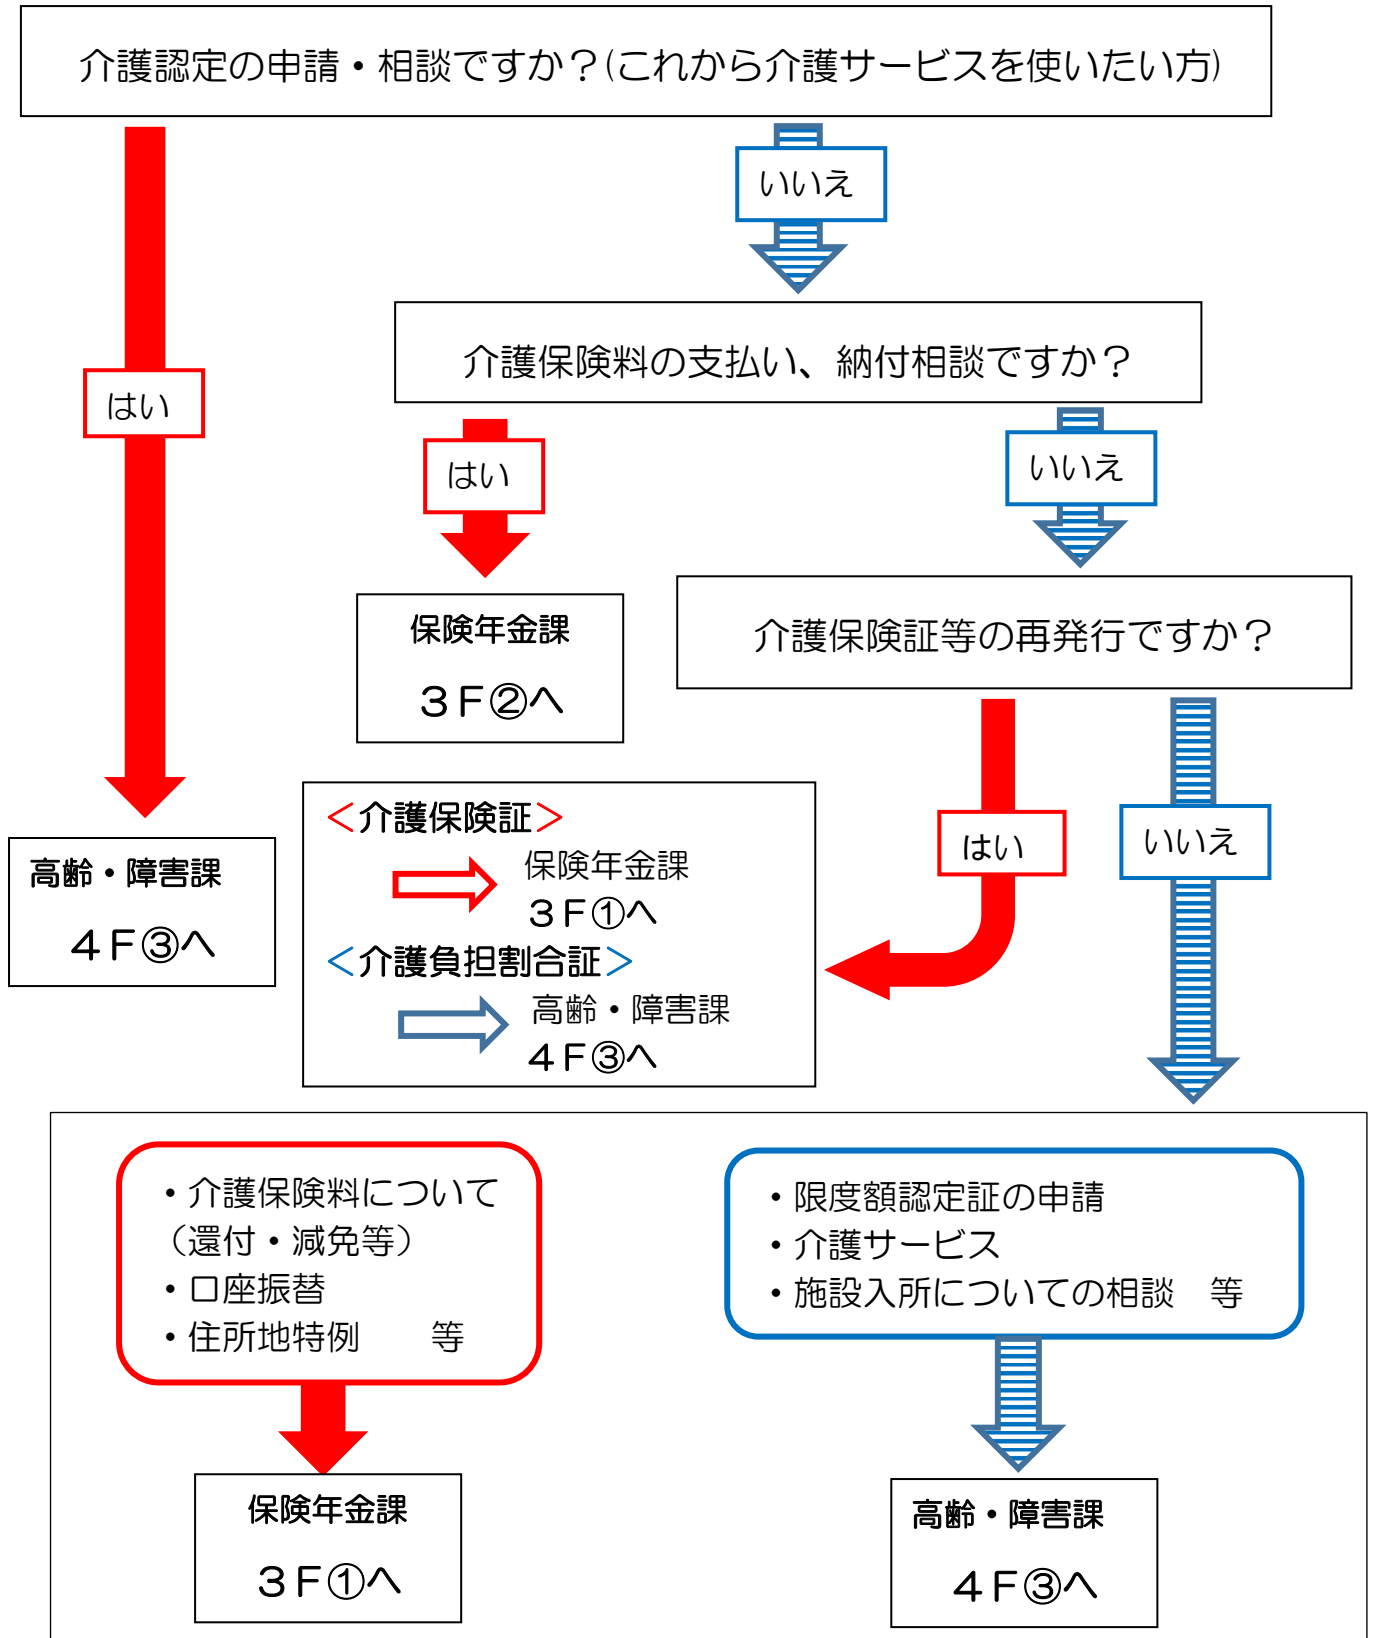 介護認定の申請・相談ですか？(これから介護サービスを使いたい方)
いいえ
介護保険料の支払い、納付相談ですか？
はい
はい
いいえ
保険年金課
３Ｆ②へ
介護保険証等の再発行ですか？
＜介護保険証＞
保険年金課
３Ｆ①へ
＜介護負担割合証＞
高齢・障害課
４Ｆ③へ
はい
いいえ
高齢・障害課
４Ｆ③へ
・介護保険料について
（還付・減免等）
・口座振替
・住所地特例　　等
・限度額認定証の申請
・介護サービス
・施設入所についての相談　等
保険年金課
３Ｆ①へ
高齢・障害課
４Ｆ③へ